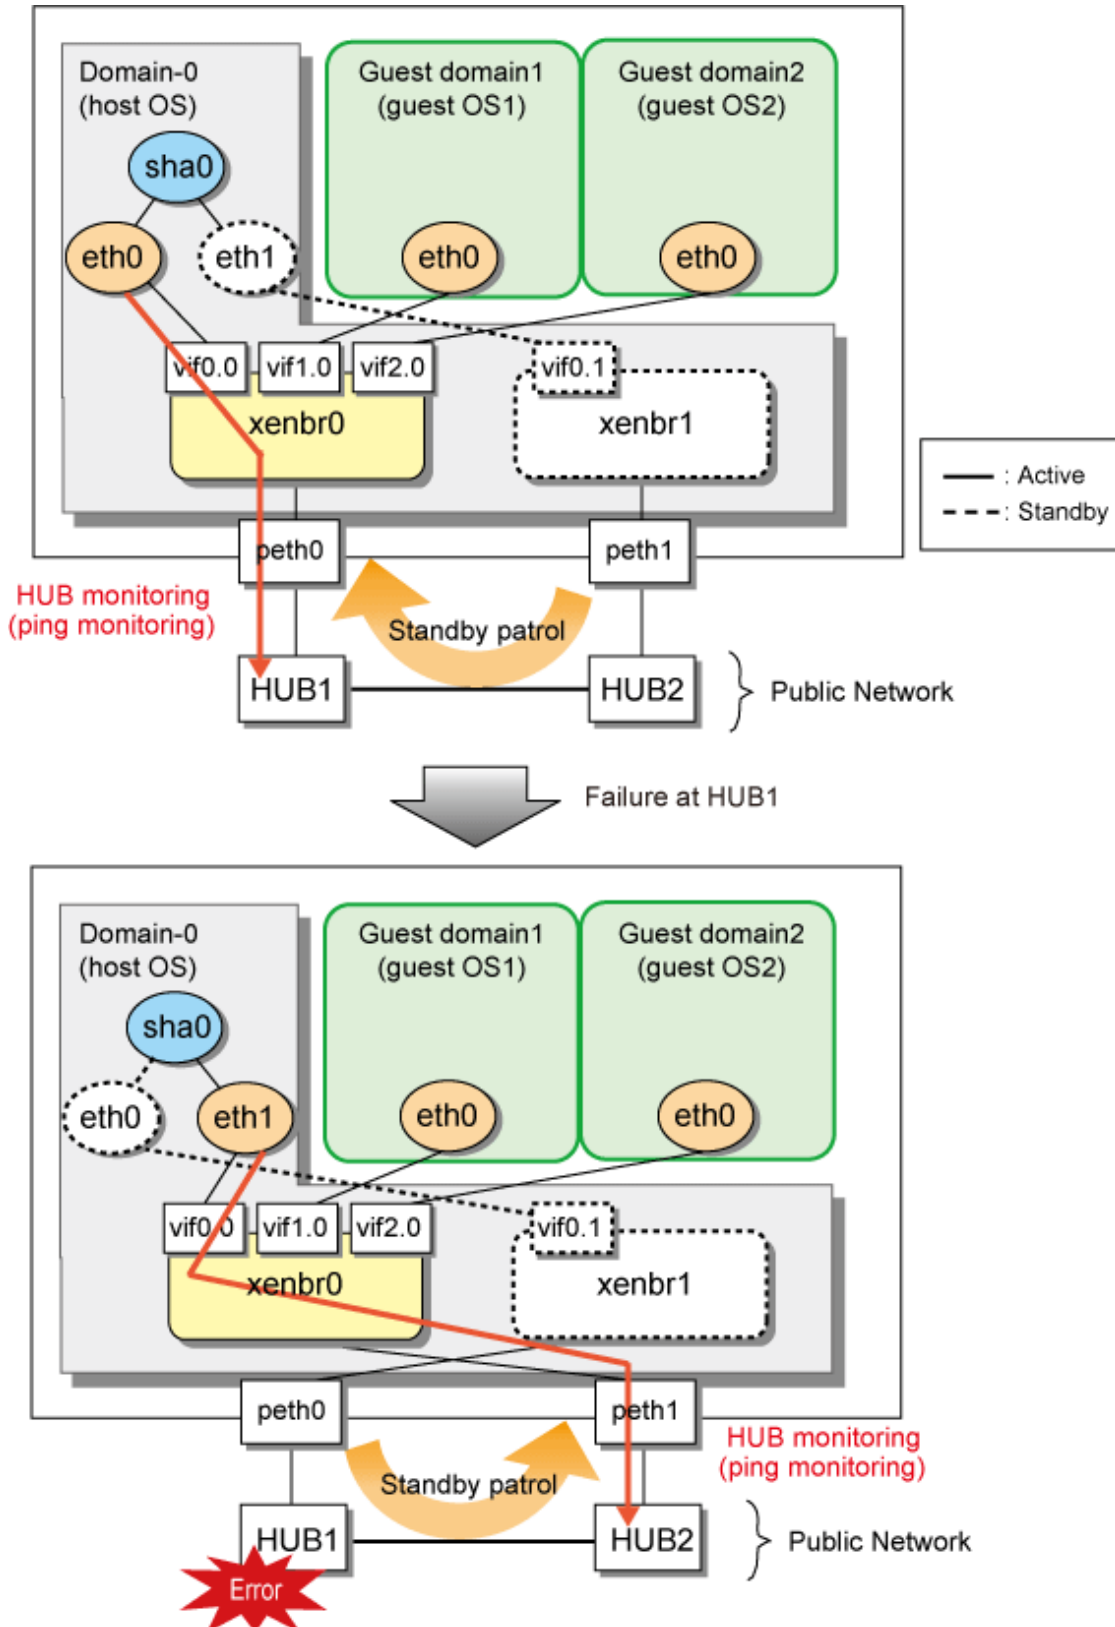 Domain-0
(host OS)
Guest domain1
(guest OS1)
Guest domain2
(guest OS2)
sha0
eth0
eth1
eth0
eth0
vif0.0
vif1.0
vif2.0
vif0.1
xenbr0
xenbr1
: Active
: Standby
peth0
peth1
HUB monitoring
(ping monitoring)
Standby patrol
HUB1
HUB2
Public Network
Failure at HUB1
Domain-0
(host OS)
Guest domain1
(guest OS1)
Guest domain2
(guest OS2)
sha0
eth0
eth1
eth0
eth0
vif0.0
vif1.0
vif2.0
vif0.1
xenbr0
xenbr1
peth0
peth1
HUB monitoring
(ping monitoring)
Standby patrol
HUB1
HUB2
Public Network
Error